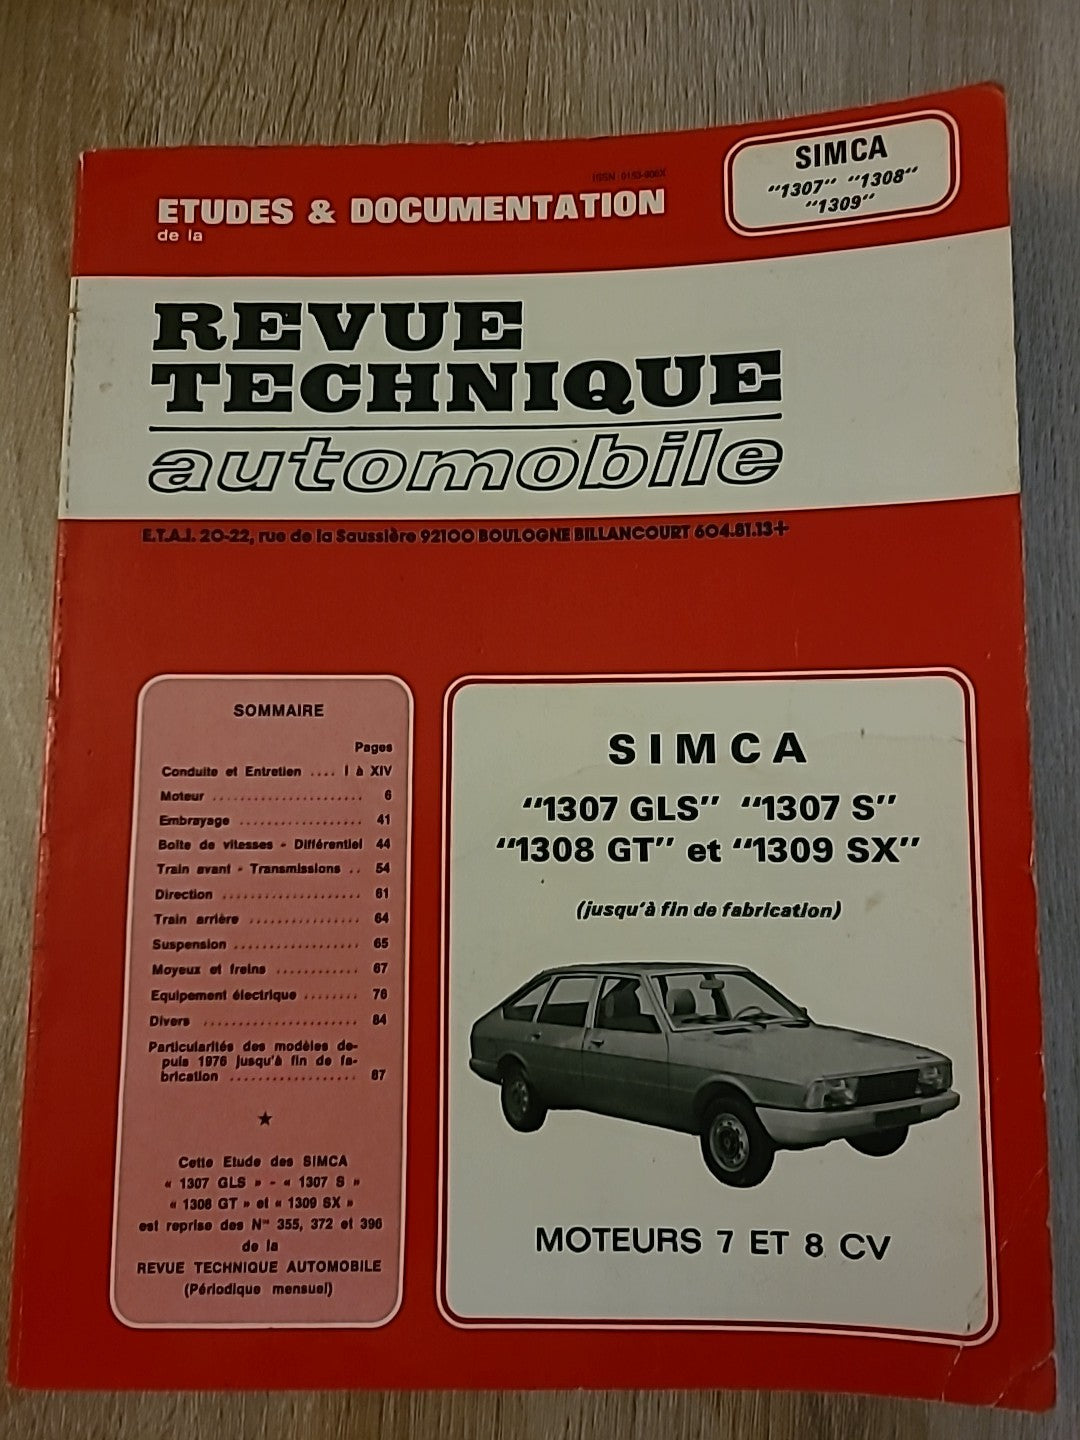 ISSN 0153-906X
ETUDES & DOCUMENTATION
de la
SIMCA
"1307" "1308"
"1309"
REVUE
TECHNIQUE
automobile
E.T.A.I. 20-22, rue de la Saussière 92100 BOULOGNE BILLANCOURT 604.81.13+
SOMMAIRE
Pages
Conduite et Entretien .... I à XIV
Moteur ...................... 6
Embrayage .................. 41
Boîte de vitesses - Différentiel 44
Train avant - Transmissions .. 54
Direction .................... 61
Train arrière ................ 64
Suspension .................. 65
Moyeux et freins ............ 67
Equipement électrique ........ 76
Divers ...................... 84
Particularités des modèles de-
puis 1976 jusqu'à fin de fa-
brication .................. 87
★
Cette Etude des SIMCA
« 1307 GLS » - « 1307 S »
« 1308 GT » et « 1309 SX »
est reprise des Nos 355, 372 et 396
de la
REVUE TECHNIQUE AUTOMOBILE
(Périodique mensuel)
SIMCA
"1307 GLS" "1307 S"
"1308 GT" et "1309 SX"
(jusqu'à fin de fabrication)
MOTEURS 7 ET 8 CV